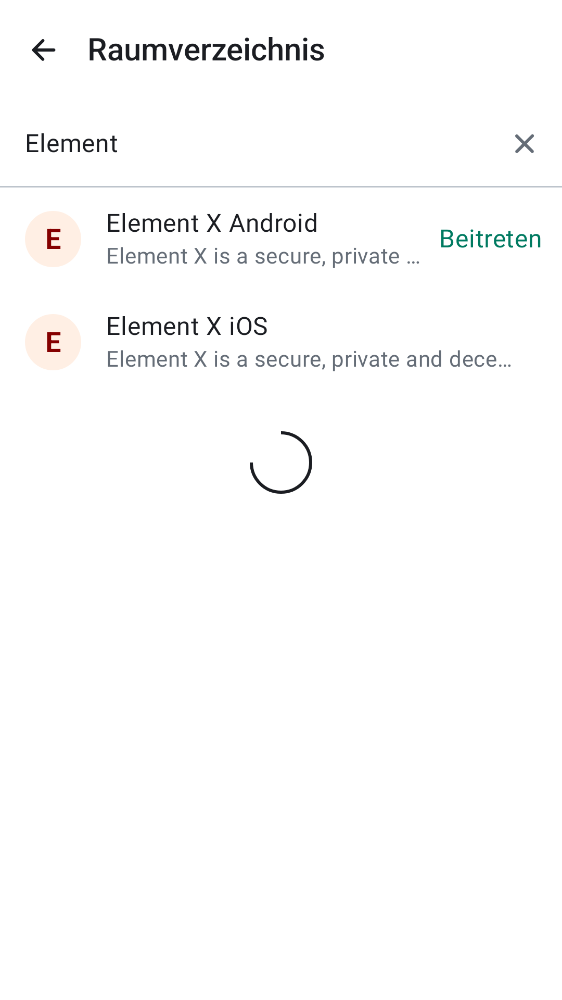 Raumverzeichnis
Element
E
Element X Android
Element X is a secure, private ...
Beitreten
E
Element X iOS
Element X is a secure, private and dece...